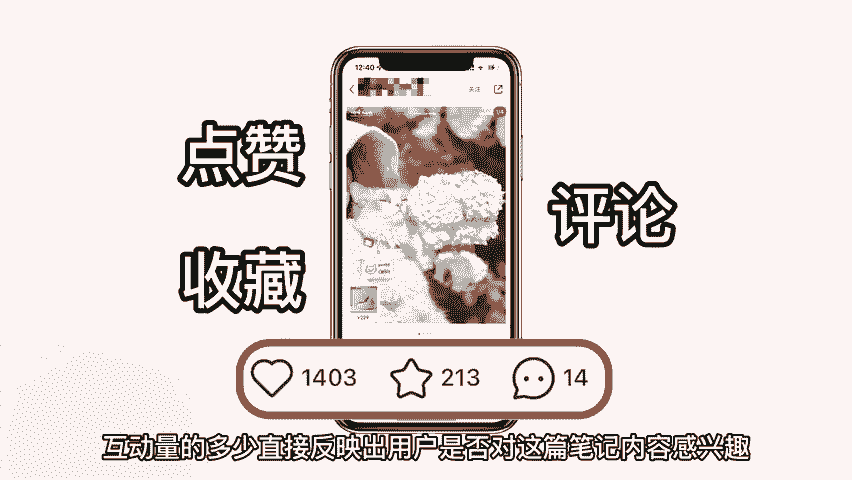 12:40
关注
1/4
点赞
评论
收藏
¥229
1403 213 14
互动量的多少直接反映出用户是否对这篇笔记内容感兴趣